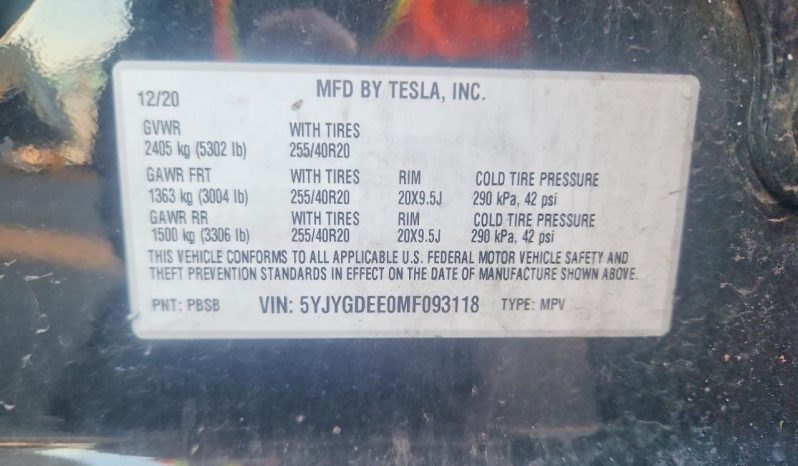 12/20 MFD BY TESLA, INC.
GVWR WITH TIRES
2405 kg (5302 lb) 255/40R20
GAWR FRT WITH TIRES RIM COLD TIRE PRESSURE
1363 kg (3004 lb) 255/40R20 20X9.5J 290 kPa, 42 psi
GAWR RR WITH TIRES RIM COLD TIRE PRESSURE
1500 kg (3306 lb) 255/40R20 20X9.5J 290 kPa, 42 psi
THIS VEHICLE CONFORMS TO ALL APPLICABLE U.S. FEDERAL MOTOR VEHICLE SAFETY AND
THEFT PREVENTION STANDARDS IN EFFECT ON THE DATE OF MANUFACTURE SHOWN ABOVE.
PNT: PBSB VIN: 5YJYGDEE0MF093118 TYPE: MPV